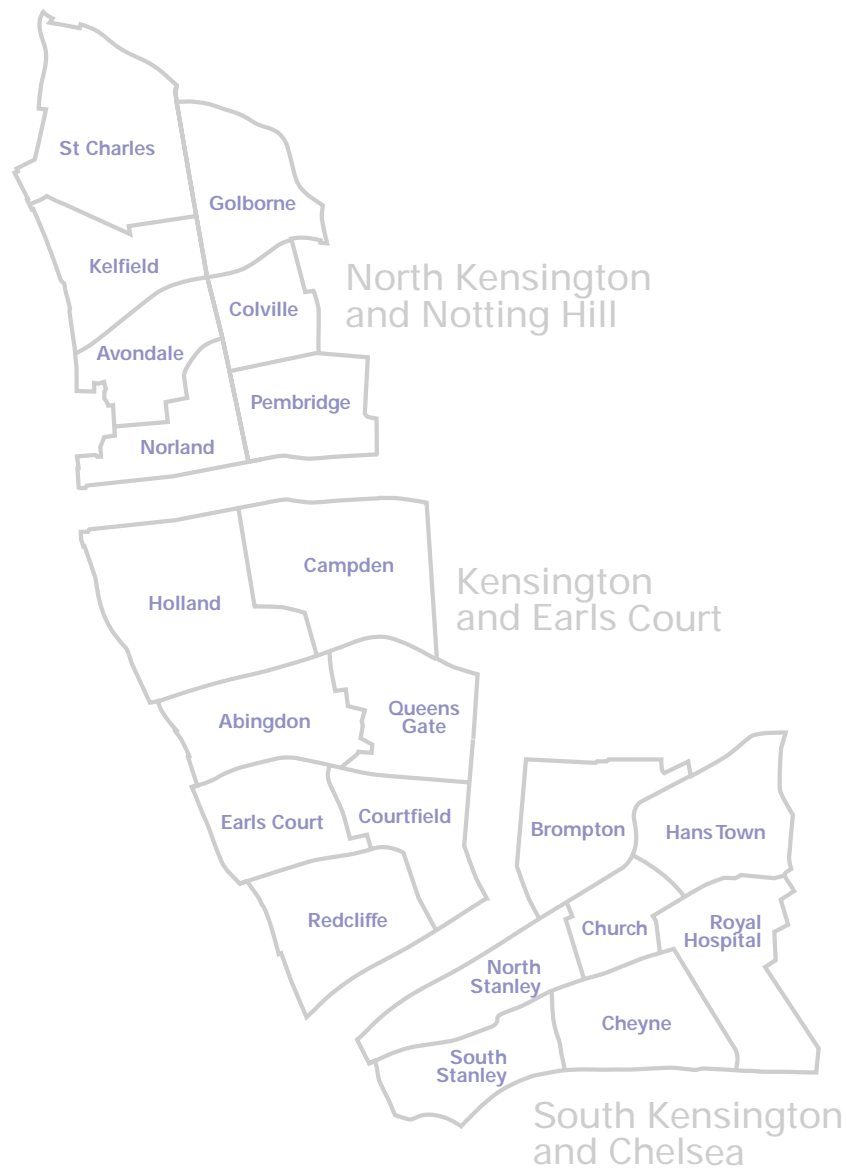 St Charles
Golborne
Kelfield
North Kensington
and Notting Hill
Colville
Avondale
Pembridge
Norland
Campden
Kensington
and Earls Court
Holland
Abingdon
Queens
Gate
Earls Court
Courtfield
Brompton
Hans Town
Redcliffe
Church
Royal
Hospital
North
Stanley
Cheyne
South
Stanley
South Kensington
and Chelsea